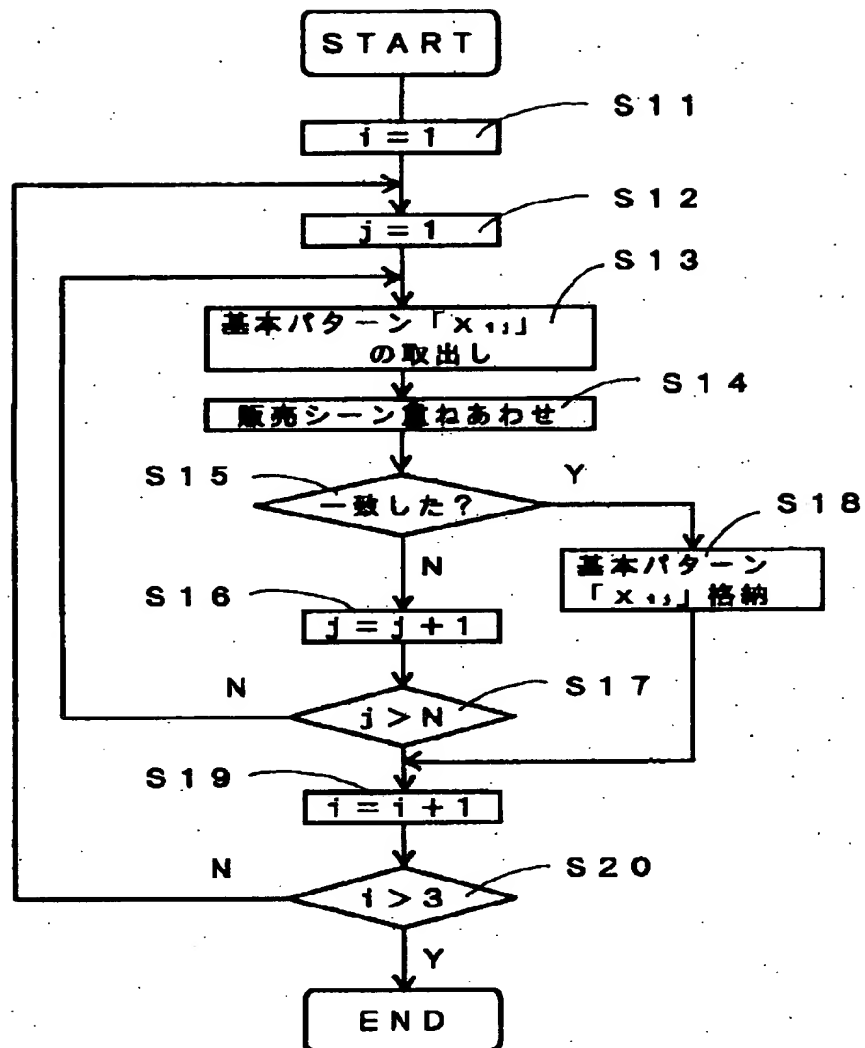 START
S11
i=1
S12
j=1
S13
基本パターン「Xij」
の取出し
S14
販売シーン重ねあわせ
S15
一致した?
Y
S18
基本パターン
「Xij」格納
N
S16
j=j+1
N
S17
j>N
S19
i=i+1
N
S20
i>3
Y
END